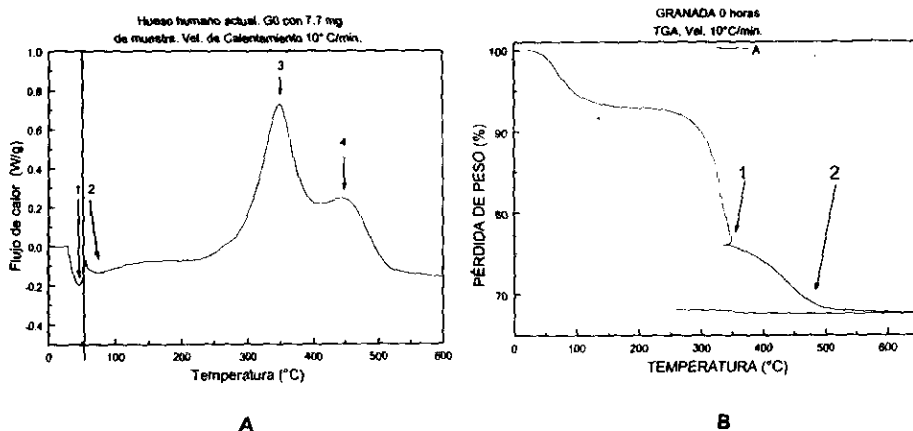 Hueso humano actual. G0 con 7.7 mg
de muestra. Vel. de Calentamiento 10° C/min.
1.0
0.8
0.6
0.4
0.2
0.0
-0.2
-0.4
Flujo de calor (W/g)
1
2
3
4
0
100
200
300
400
500
600
Temperatura (°C)
A
GRANADA 0 horas
TGA, Vel. 10°C/min.
A
100
90
80
70
PÉRDIDA DE PESO (%)
1
2
0
100
200
300
400
500
600
TEMPERATURA (°C)
B